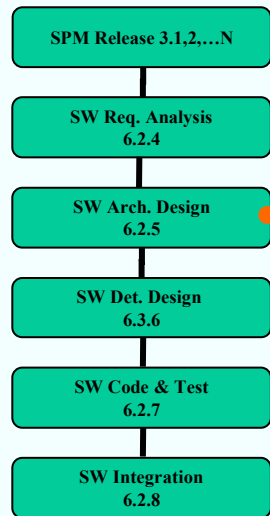 SPM Release 3.1,2,…N
SW Req. Analysis
6.2.4
SW Arch. Design
6.2.5
SW Det. Design
6.3.6
SW Code & Test
6.2.7
SW Integration
6.2.8